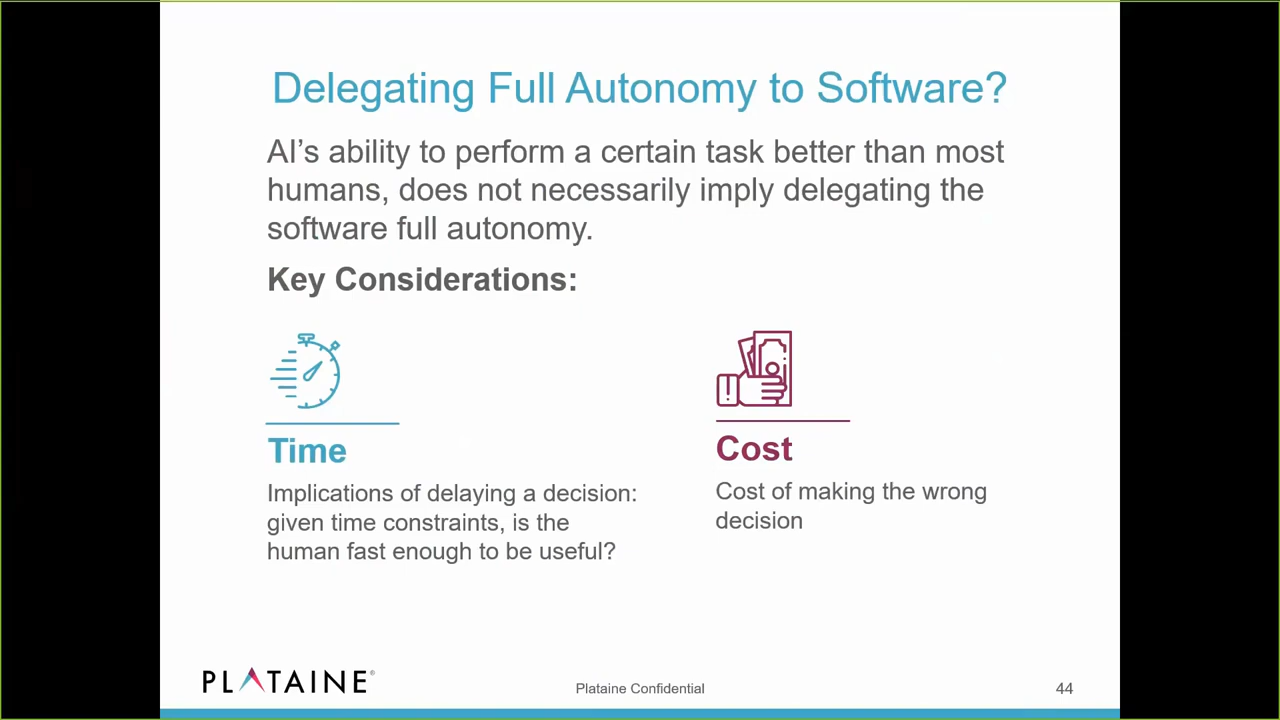 Delegating Full Autonomy to Software?
AI's ability to perform a certain task better than most
humans, does not necessarily imply delegating the
software full autonomy.
Key Considerations:
Time
Implications of delaying a decision:
given time constraints, is the
human fast enough to be useful?
Cost
Cost of making the wrong
decision
PLATAINE®
Plataine Confidential
44